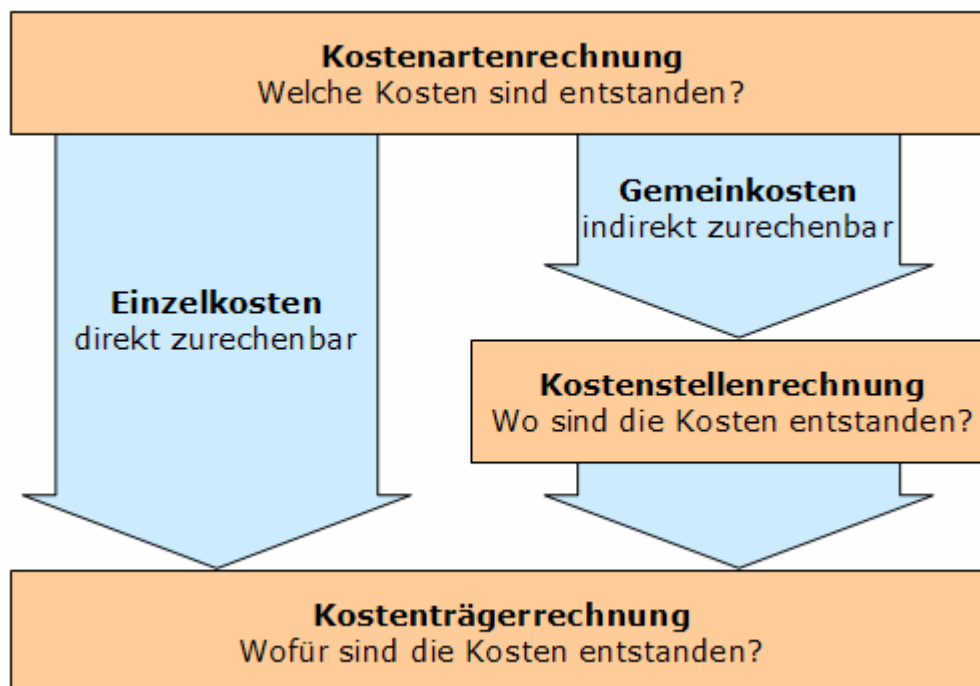 Kostenartenrechnung
Welche Kosten sind entstanden?
Gemeinkosten
indirekt zurechenbar
Einzelkosten
direkt zurechenbar
Kostenstellenrechnung
Wo sind die Kosten entstanden?
Kostenträgerrechnung
Wofür sind die Kosten entstanden?